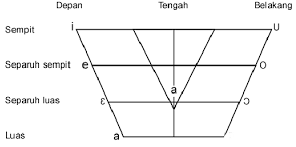 Depan Tengah Belakang
Sempit i u
Separuh sempit e o
ə
Separuh luas ɛ ɔ
Luas a